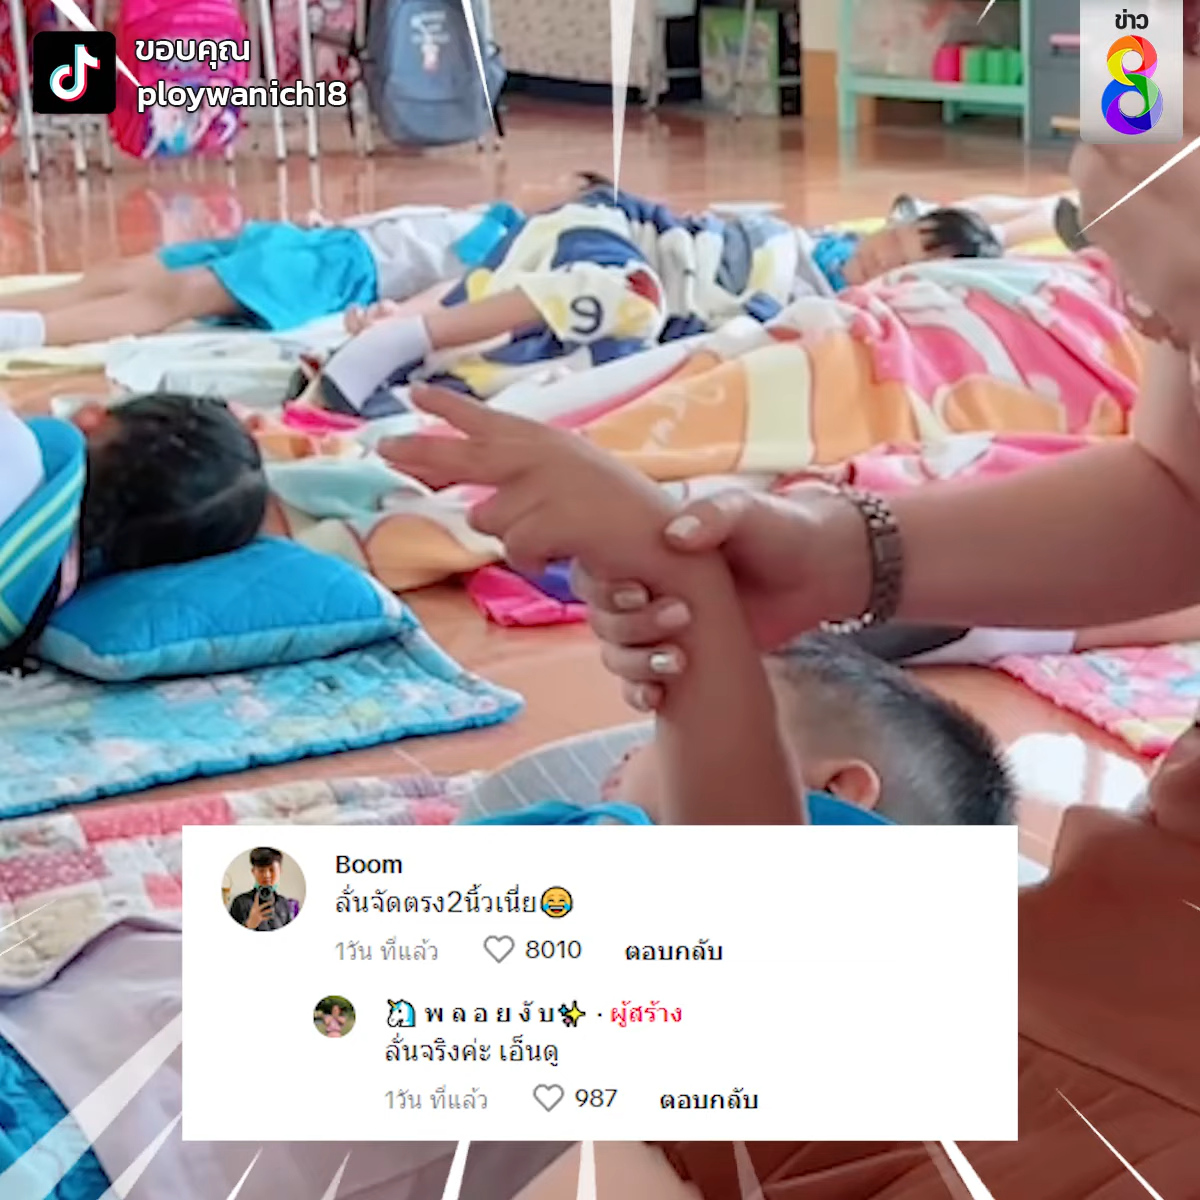 ขอบคุณ
ploywanich18
ข่าว
8
9
Boom
ลั่นจัดตรง2นิ้วเนี่ย😂
1วัน ที่แล้ว 8010 ตอบกลับ
🦄 พ ล อ ย งั บ✨ · ผู้สร้าง
ลั่นจริงค่ะ เอ็นดู
1วัน ที่แล้ว 987 ตอบกลับ